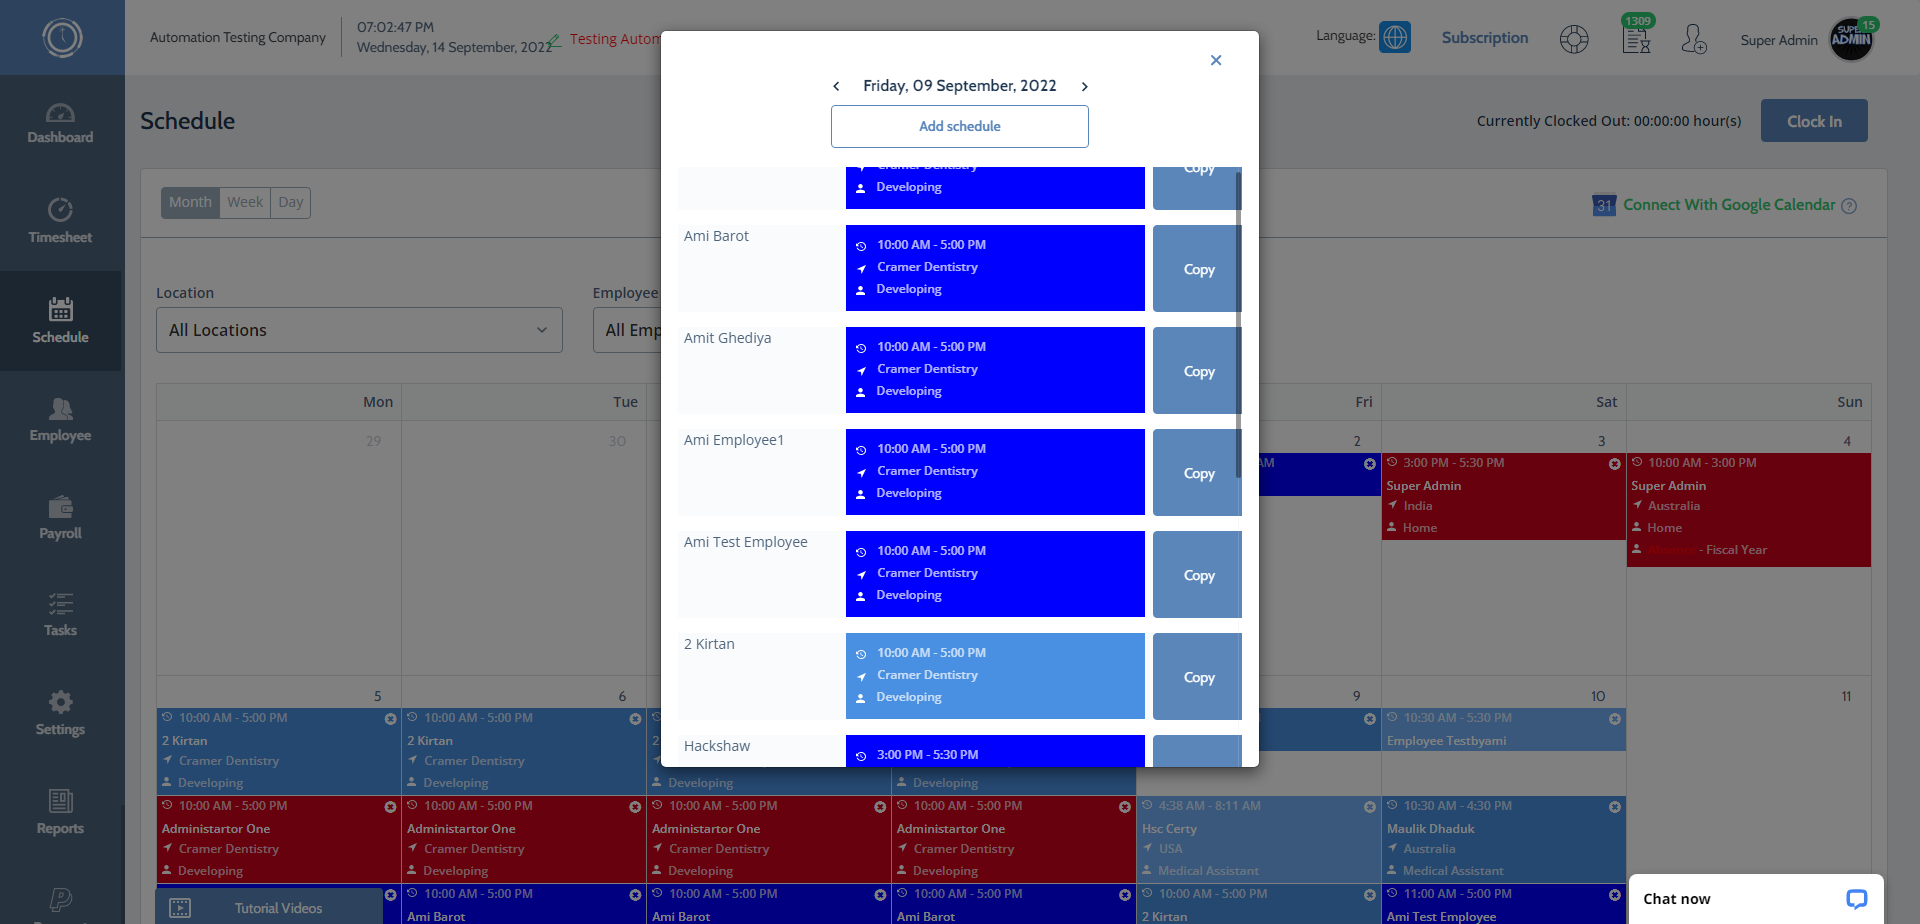 Automation Testing Company
07:02:47 PM
Wednesday, 14 September, 2022
Testing Autom
Language:
Subscription
1309
Super Admin
SUPER
ADMIN
15
Dashboard
Timesheet
Schedule
Employee
Payroll
Tasks
Settings
Reports
Schedule
Currently Clocked Out: 00:00:00 hour(s)
Clock In
Month
Week
Day
31
Connect With Google Calendar
?
Location
All Locations
Employee
All Emp
Friday, 09 September, 2022
Add schedule
Cramer Dentistry
Developing
Copy
Ami Barot
10:00 AM - 5:00 PM
Cramer Dentistry
Developing
Copy
Amit Ghediya
10:00 AM - 5:00 PM
Cramer Dentistry
Developing
Copy
Ami Employee1
10:00 AM - 5:00 PM
Cramer Dentistry
Developing
Copy
Ami Test Employee
10:00 AM - 5:00 PM
Cramer Dentistry
Developing
Copy
2 Kirtan
10:00 AM - 5:00 PM
Cramer Dentistry
Developing
Copy
Hackshaw
3:00 PM - 5:30 PM
Mon
Tue
Fri
Sat
Sun
29
30
2
3
4
AM
3:00 PM - 5:30 PM
Super Admin
India
Home
10:00 AM - 3:00 PM
Super Admin
Australia
Home
- Fiscal Year
5
6
9
10
11
10:00 AM - 5:00 PM
2 Kirtan
Cramer Dentistry
Developing
10:00 AM - 5:00 PM
2 Kirtan
Cramer Dentistry
Developing
2
Developing
Developing
10:30 AM - 5:30 PM
Employee Testbyami
10:00 AM - 5:00 PM
Administartor One
Cramer Dentistry
Developing
10:00 AM - 5:00 PM
Administartor One
Cramer Dentistry
Developing
10:00 AM - 5:00 PM
Administartor One
Cramer Dentistry
Developing
10:00 AM - 5:00 PM
Administartor One
Cramer Dentistry
Developing
4:38 AM - 8:11 AM
Hsc Certy
USA
Medical Assistant
10:30 AM - 4:30 PM
Maulik Dhaduk
Australia
Medical Assistant
Tutorial Videos
10:00 AM - 5:00 PM
Ami Barot
10:00 AM - 5:00 PM
Ami Barot
10:00 AM - 5:00 PM
Ami Barot
10:00 AM - 5:00 PM
2 Kirtan
11:00 AM - 5:00 PM
Ami Test Employee
Chat now